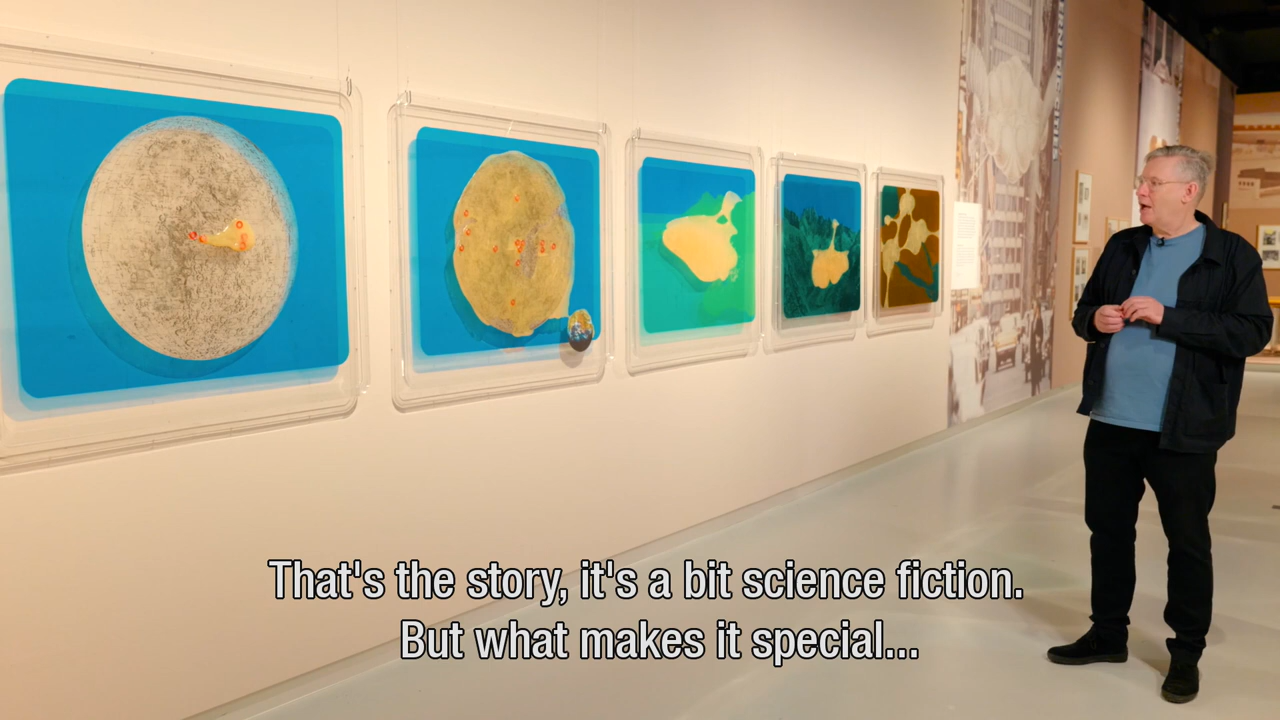 That's the story, it's a bit science fiction.
But what makes it special...